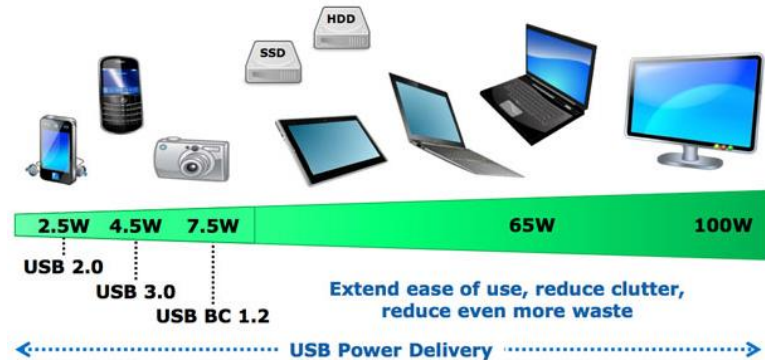 HDD
SSD
2.5W 4.5W 7.5W 65W 100W
USB 2.0
USB 3.0
USB BC 1.2
Extend ease of use, reduce clutter,
reduce even more waste
USB Power Delivery